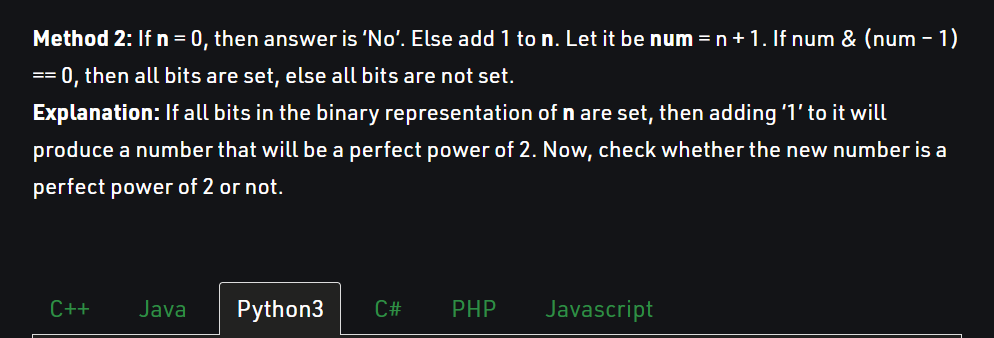 Method 2: If n = 0, then answer is ‘No’. Else add 1 to n. Let it be num = n + 1. If num & (num – 1)
== 0, then all bits are set, else all bits are not set.
Explanation: If all bits in the binary representation of n are set, then adding ‘1’ to it will
produce a number that will be a perfect power of 2. Now, check whether the new number is a
perfect power of 2 or not.
C++ Java Python3 C# PHP Javascript